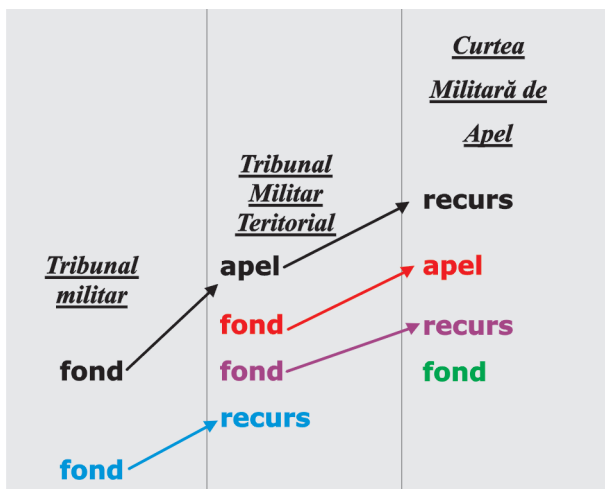 Tribunal
militar
fond
fond
Tribunal
Militar
Teritorial
apel
fond
fond
recurs
Curtea
Militară de
Apel
recurs
apel
recurs
fond